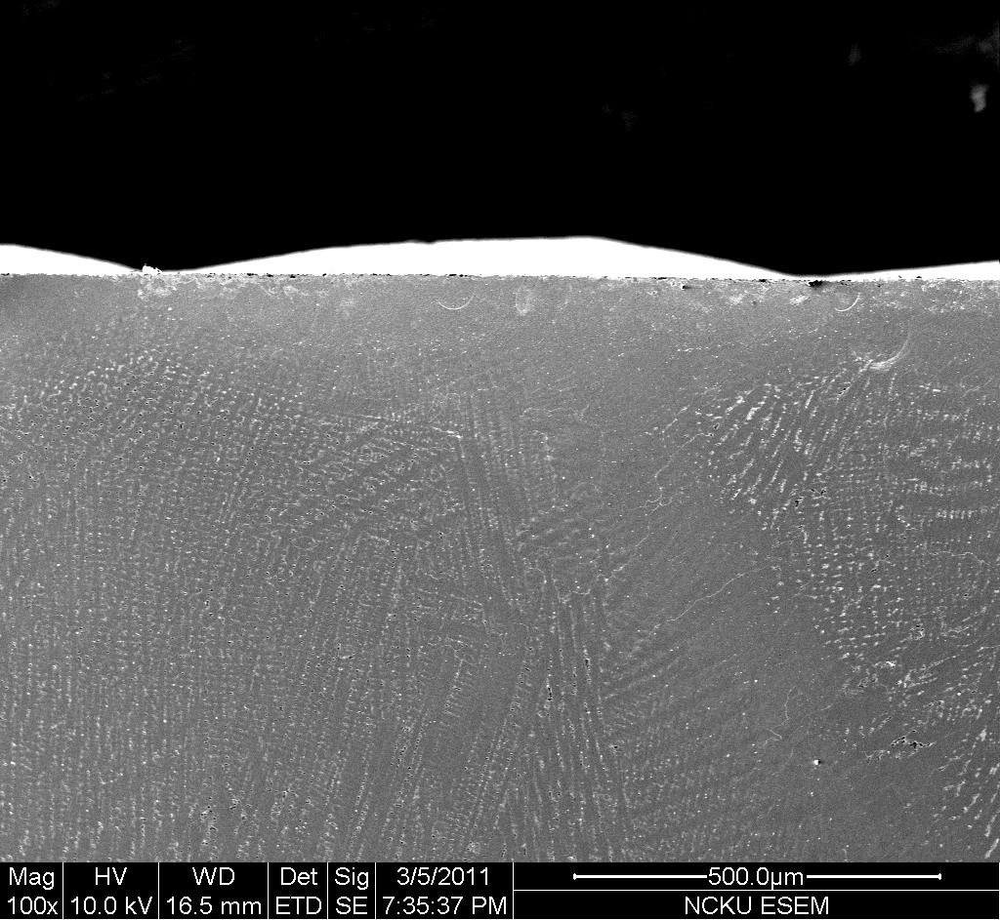 Mag HV WD Det Sig 3/5/2011 500.0µm
100x 10.0 kV 16.5 mm ETD SE 7:35:37 PM NCKU ESEM